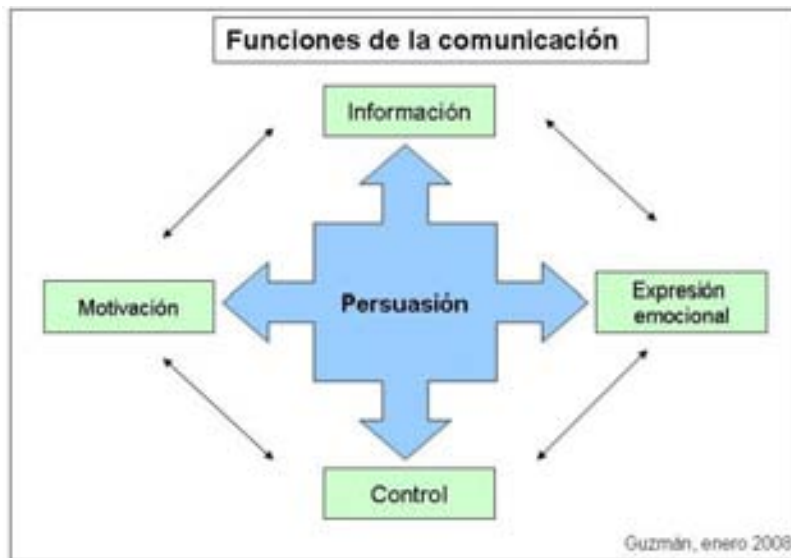 Funciones de la comunicación
Información
Motivación
Persuasión
Expresión
emocional
Control
Guzmán, enero 2008